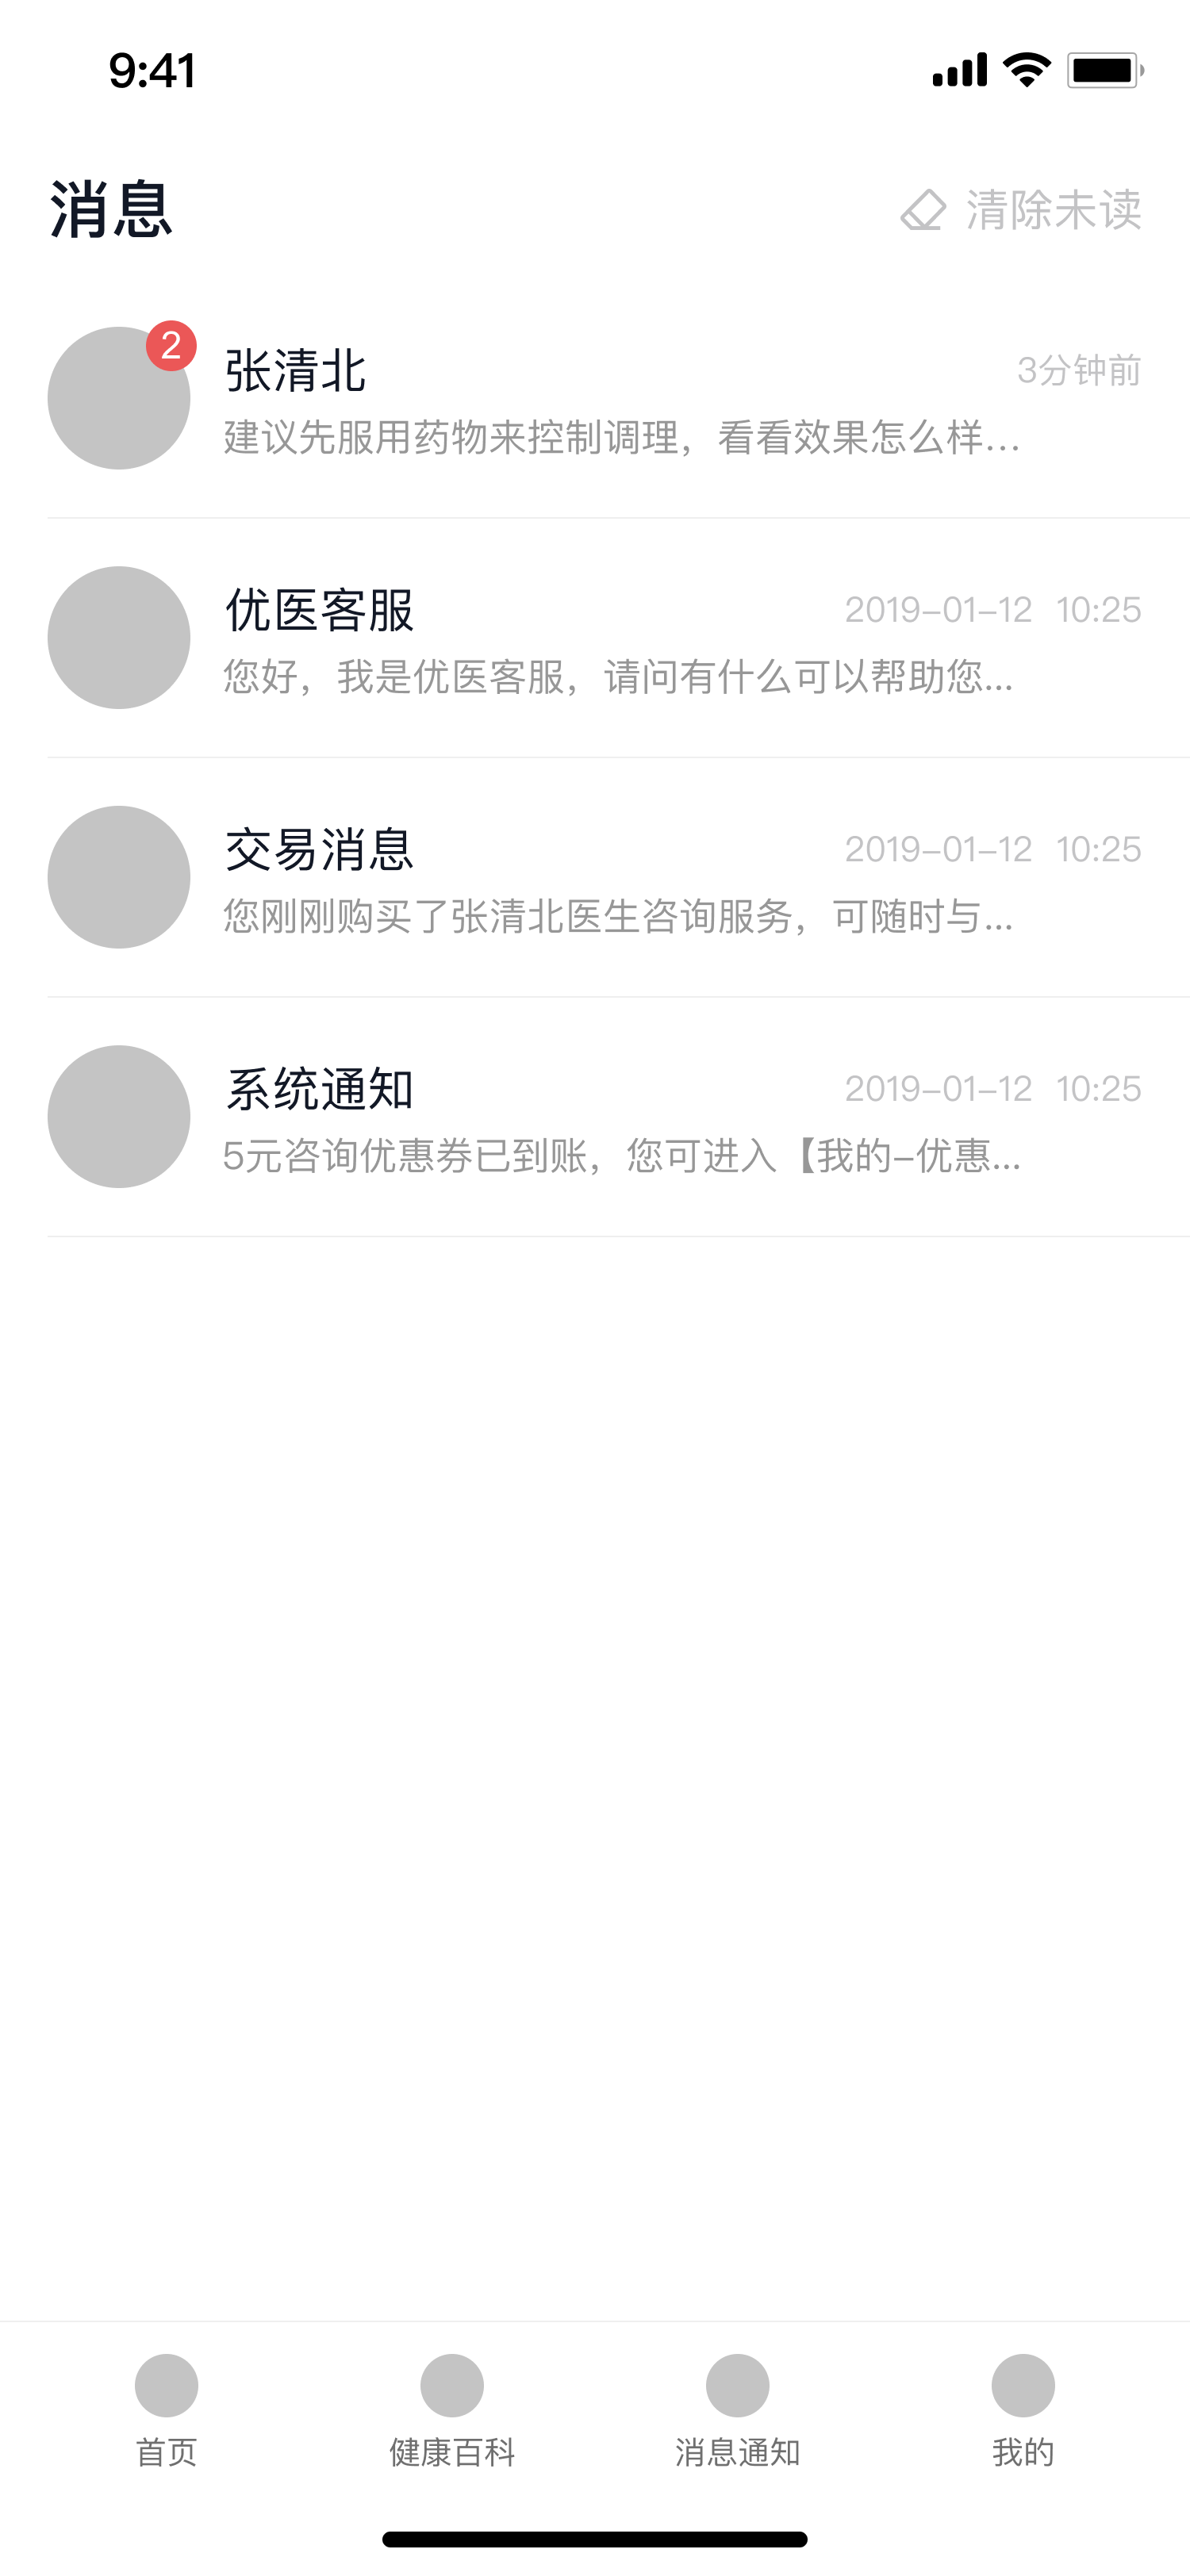 9:41
消息
清除未读
2
张清北
3分钟前
建议先服用药物来控制调理，看看效果怎么样...
优医客服
2019-01-12 10:25
您好，我是优医客服，请问有什么可以帮助您...
交易消息
2019-01-12 10:25
您刚刚购买了张清北医生咨询服务，可随时与...
系统通知
2019-01-12 10:25
5元咨询优惠券已到账，您可进入【我的-优惠...
首页
健康百科
消息通知
我的